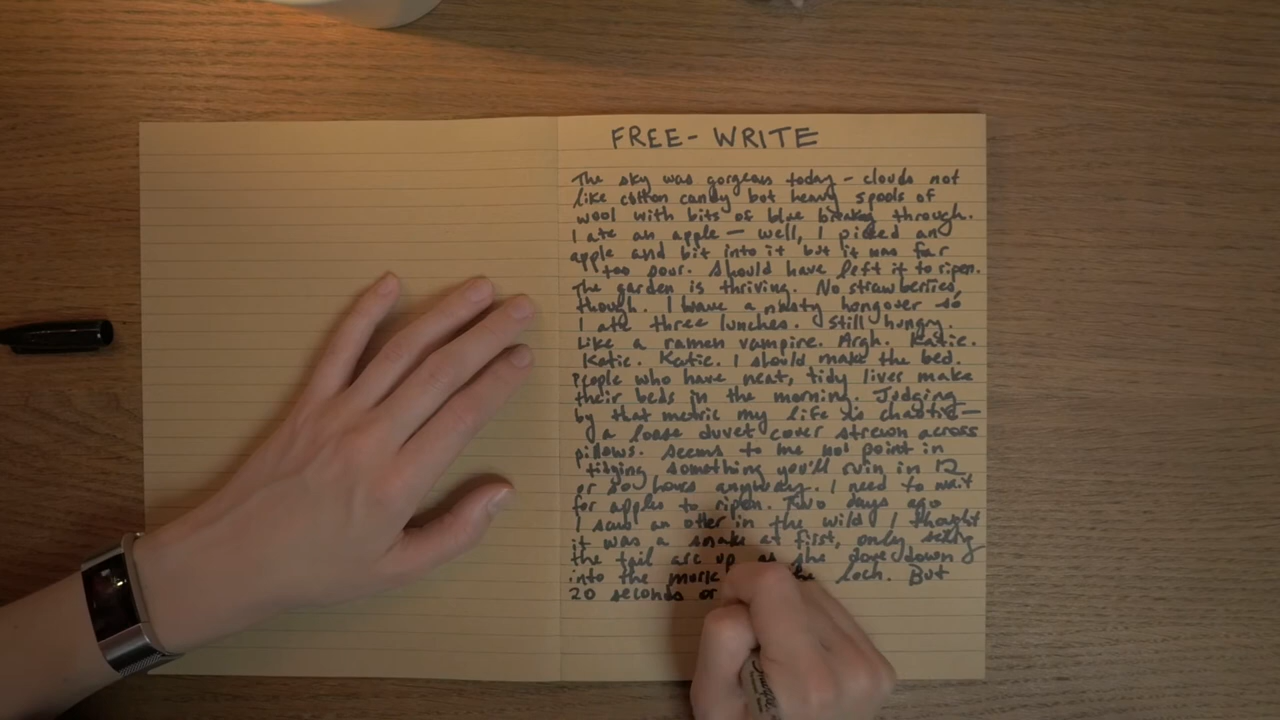 FREE-WRITE
The sky was gorgeous today - clouds not
like cotton candy but heavy spools of
wool with bits of blue breaking through.
I ate an apple — well, I picked an
apple and bit into it but it was far
too sour. Should have left it to ripen.
The garden is thriving. No strawberries,
though. I have a nasty hangover so
I ate three lunches. Still hungry.
Like a ramen vampire. Argh. Katie.
Katie. Katie. I should make the bed.
People who have neat, tidy lives make
their beds in the morning. Judging
by that metric my life is chaotic—
a loose duvet cover strewn across
pillows. Seems to me no point in
tidying something you'll ruin in 12
or so hours anyway. I need to wait
for apples to ripen. Two days ago
I saw an otter in the wild I thought
it was a snake at first, only seeing
the tail arc up as she dove down
into the murk loch. But
20 seconds or